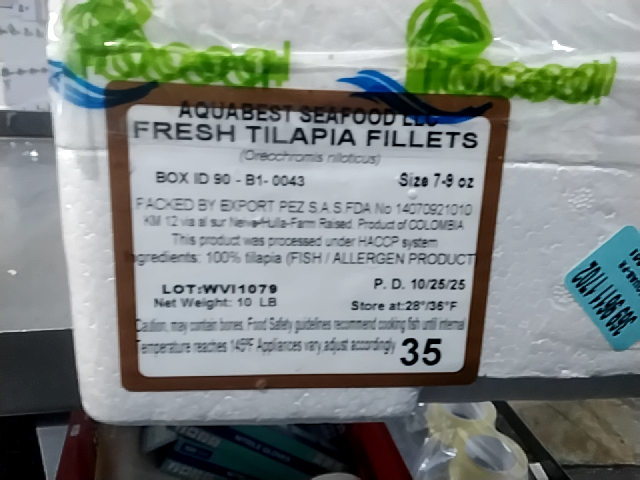 AQUABEST SEAFOOD LLC
FRESH TILAPIA FILLETS
(Oreochromis niloticus)
BOX ID 90 - B1- 0043 Size 7-9 oz
PACKED BY EXPORT PEZ S.A.S.FDA No 14070921010
KM 12 via al sur Neiva-Huila-Farm Raised. Product of COLOMBIA
This product was processed under HACCP system
Ingredients: 100% tilapia (FISH / ALLERGEN PRODUCT
LOT:WVI1079 P. D. 10/25/25
Net Weight: 10 LB Store at:28°/36°F
Caution, may contain bones. Food Safety guidelines recommend cooking fish until internal
Temperature reaches 145°F Appliances vary, adjust accordingly 35